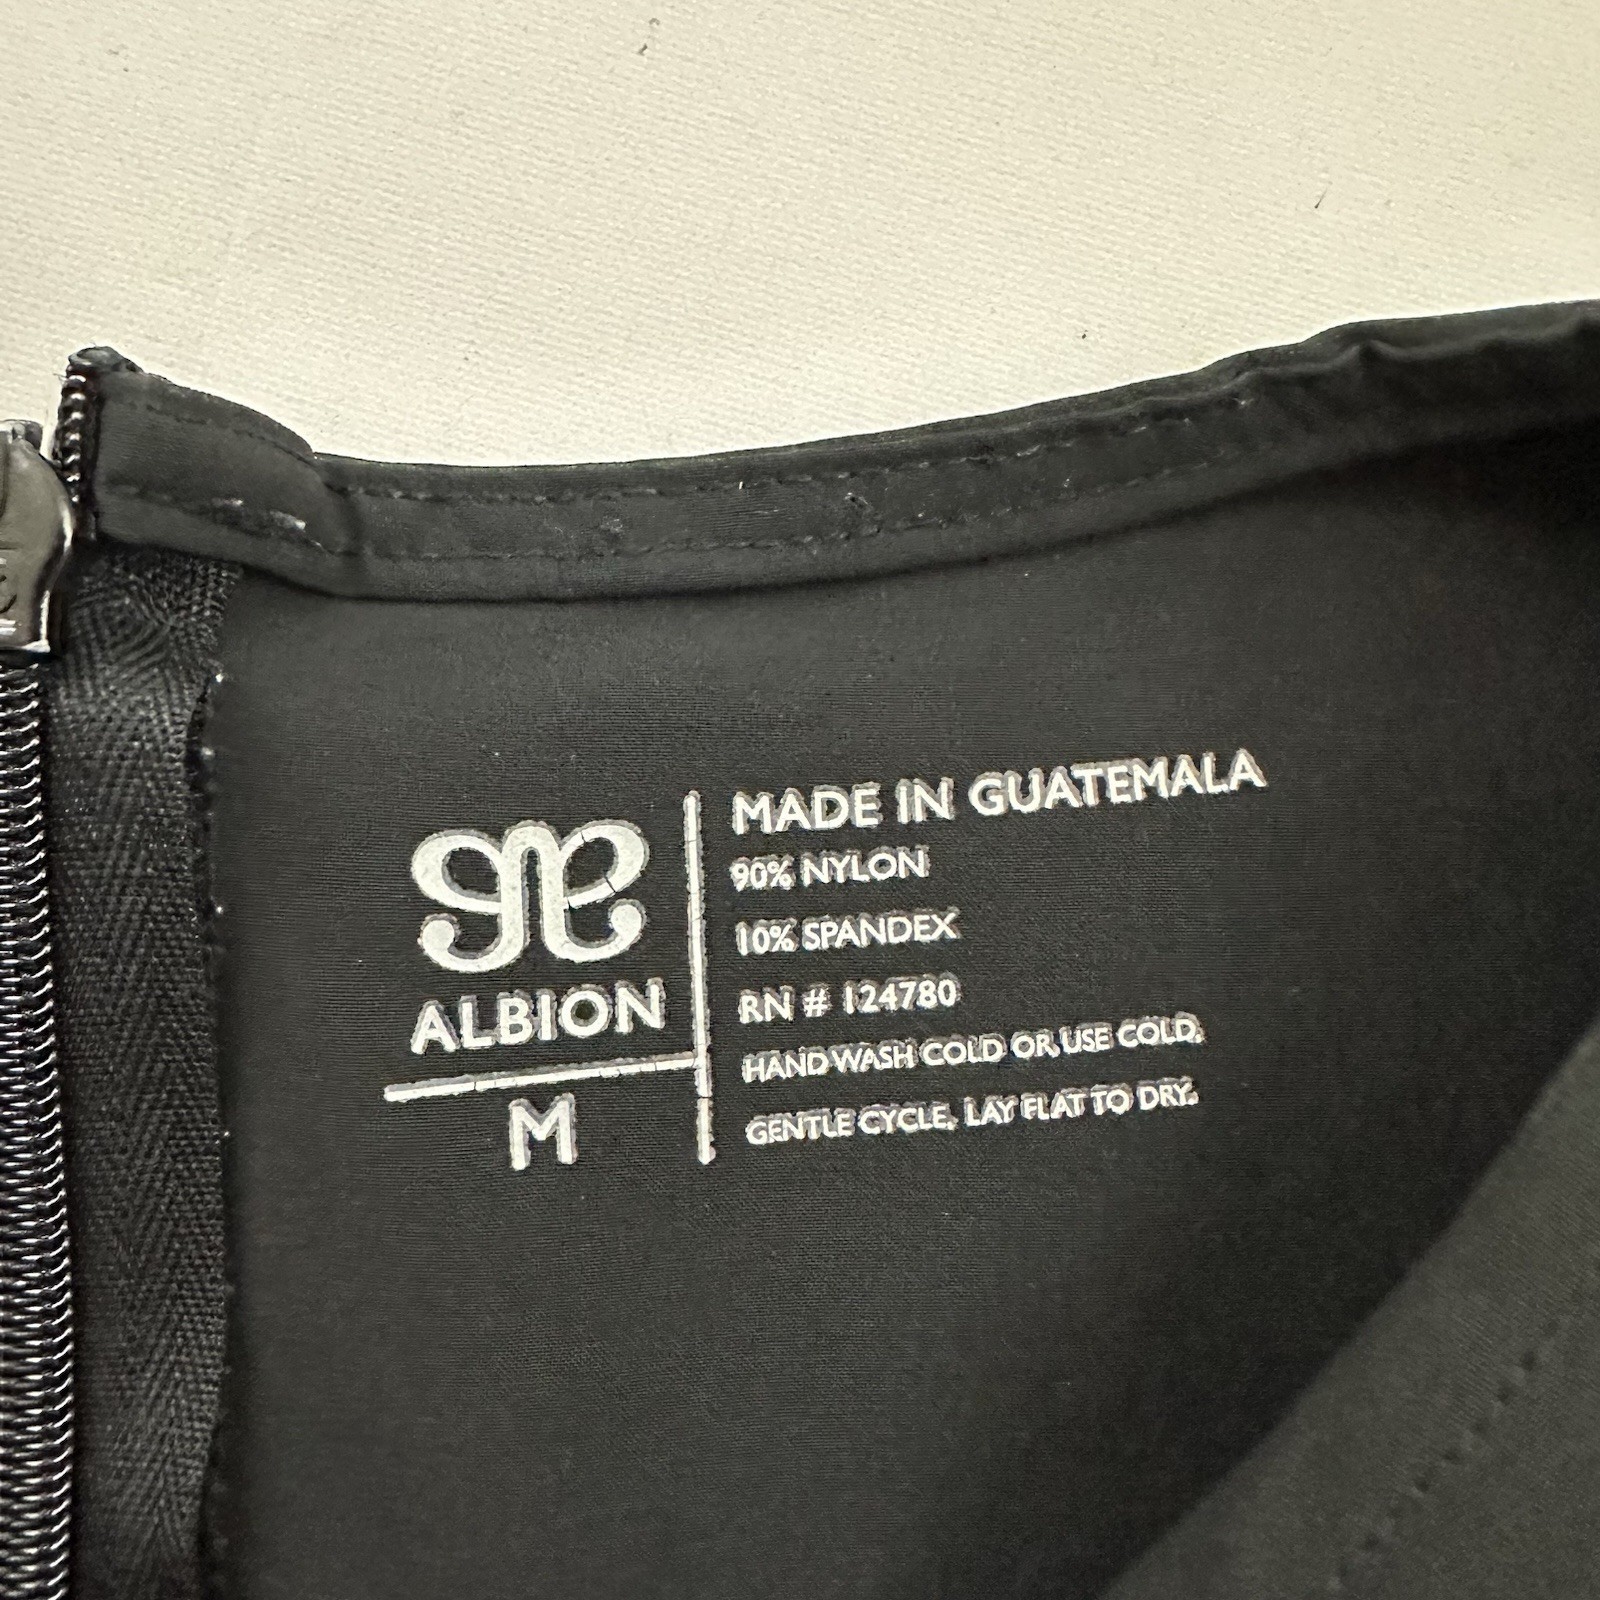 ALBION
M
MADE IN GUATEMALA
90% NYLON
10% SPANDEX
RN # 124780
HAND WASH COLD OR USE COLD,
GENTLE CYCLE, LAY FLAT TO DRY.